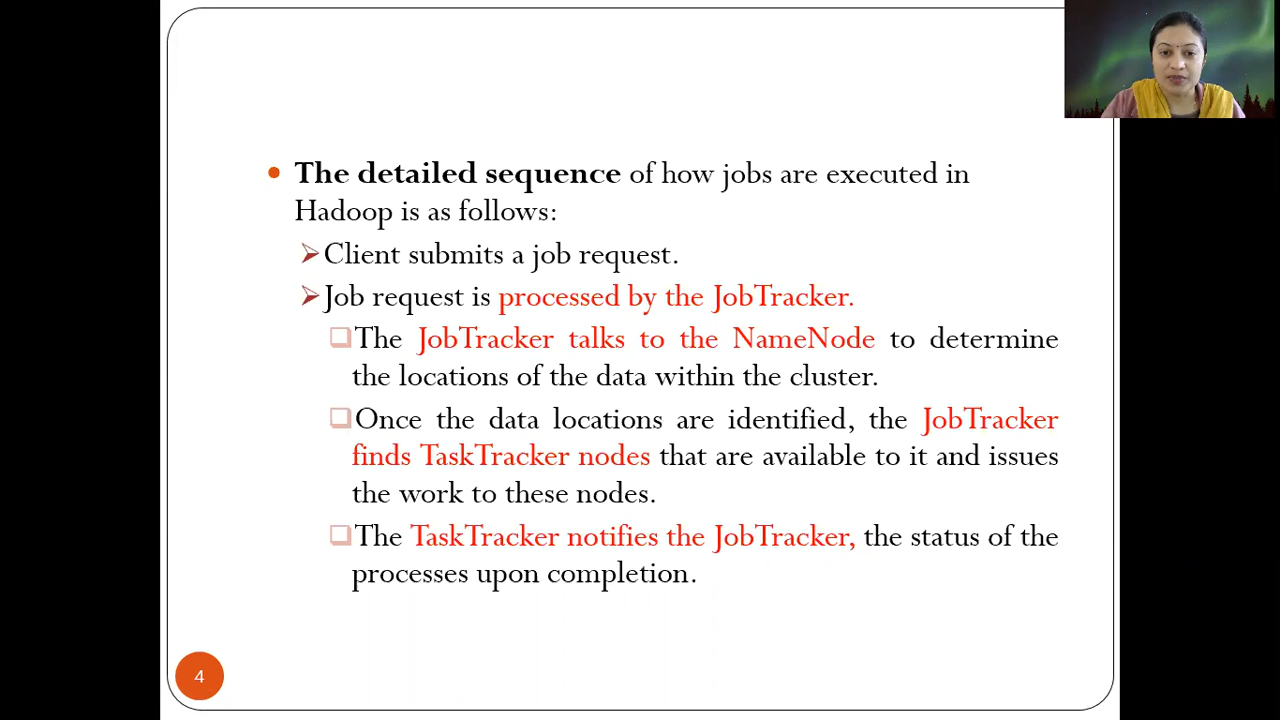 The detailed sequence of how jobs are executed in
Hadoop is as follows:
Client submits a job request.
Job request is processed by the JobTracker.
The JobTracker talks to the NameNode to determine
the locations of the data within the cluster.
Once the data locations are identified, the JobTracker
finds TaskTracker nodes that are available to it and issues
the work to these nodes.
The TaskTracker notifies the JobTracker, the status of the
processes upon completion.
4